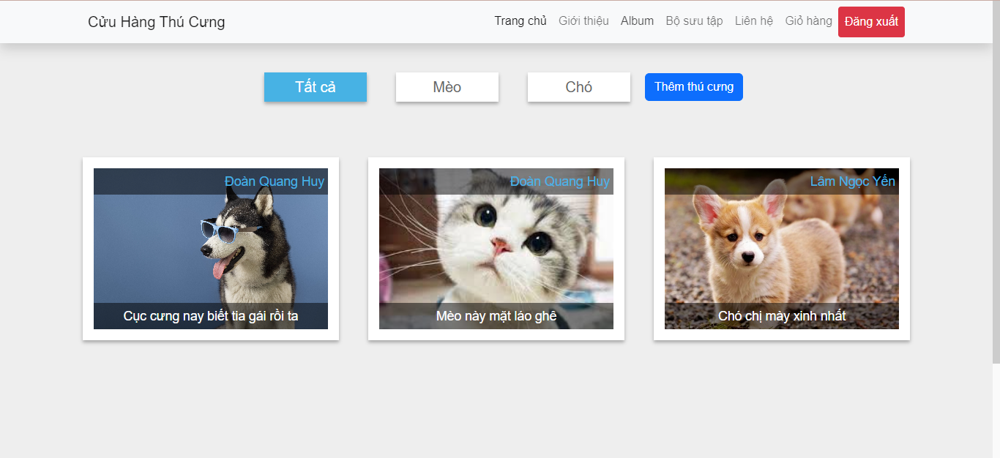 Cửu Hàng Thú Cưng
Trang chủ Giới thiệu Album Bộ sưu tập Liên hệ Giỏ hàng Đăng xuất
Tất cả Mèo Chó Thêm thú cưng
Đoàn Quang Huy Đoàn Quang Huy Lâm Ngọc Yến
Cục cưng nay biết tia gái rồi ta Mèo này mặt láo ghê Chó chị mày xinh nhất